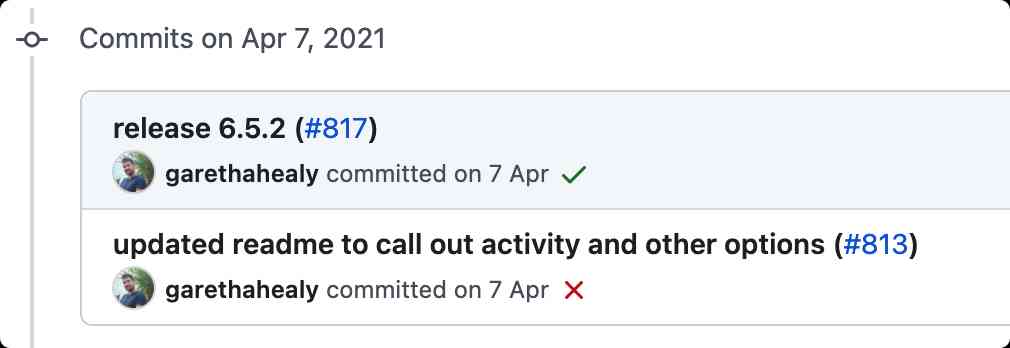 Commits on Apr 7, 2021
release 6.5.2 (#817)
garethahealy committed on 7 Apr
updated readme to call out activity and other options (#813)
garethahealy committed on 7 Apr